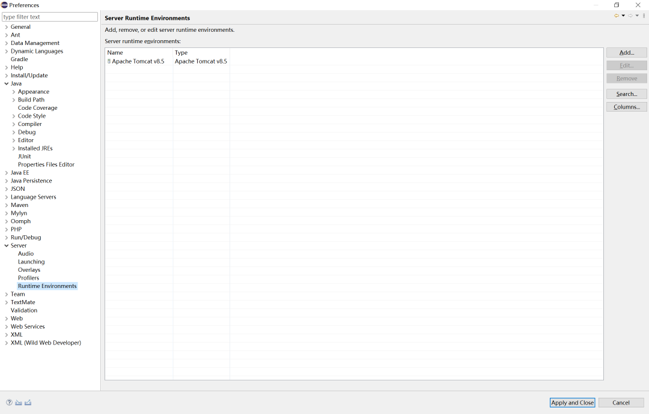 Preferences
type filter text
General
Ant
Data Management
Dynamic Languages
Gradle
Help
Install/Update
Java
Appearance
Build Path
Code Coverage
Code Style
Compiler
Debug
Editor
Installed JREs
JUnit
Properties Files Editor
Java EE
Java Persistence
JSON
Language Servers
Maven
Mylyn
Oomph
PHP
Run/Debug
Server
Audio
Launching
Overlays
Profilers
Runtime Environments
Team
TextMate
Validation
Web
Web Services
XML
XML (Wild Web Developer)
Server Runtime Environments
Add, remove, or edit server runtime environments.
Server runtime environments:
Name Type
Apache Tomcat v8.5 Apache Tomcat v8.5
Add...
Edit...
Remove
Search...
Columns...
Apply and Close
Cancel